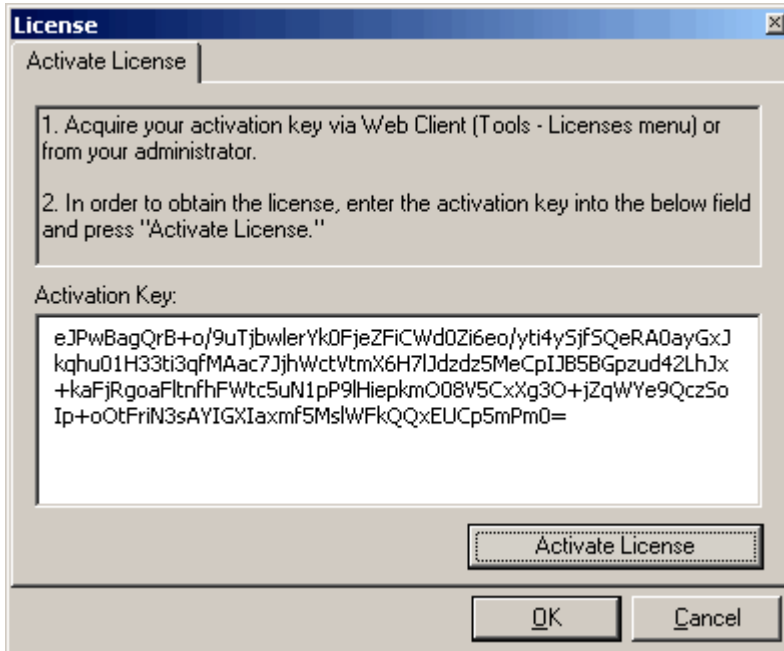 License
Activate License
1. Acquire your activation key via Web Client (Tools - Licenses menu) or
from your administrator.
2. In order to obtain the license, enter the activation key into the below field
and press "Activate License."
Activation Key:
eJPwBagQrB+o/9uTjbwlerYk0FjeZFiCWd0Zi6eo/yti4ySjfSQeRA0ayGxJ
kqhu01H33ti3qfMAac7JjhWctVtmX6H7lJdzdz5MeCpIJB5BGpzud42LhJx
+kaFjRgoaFltnfhFWtc5uN1pP9lHiepkmO08V5CxXg3O+jZqWYe9QczSo
Ip+oOtFriN3sAYIGXIaxmf5MslWFkQQxEUCp5mPm0=
Activate License
OK
Cancel